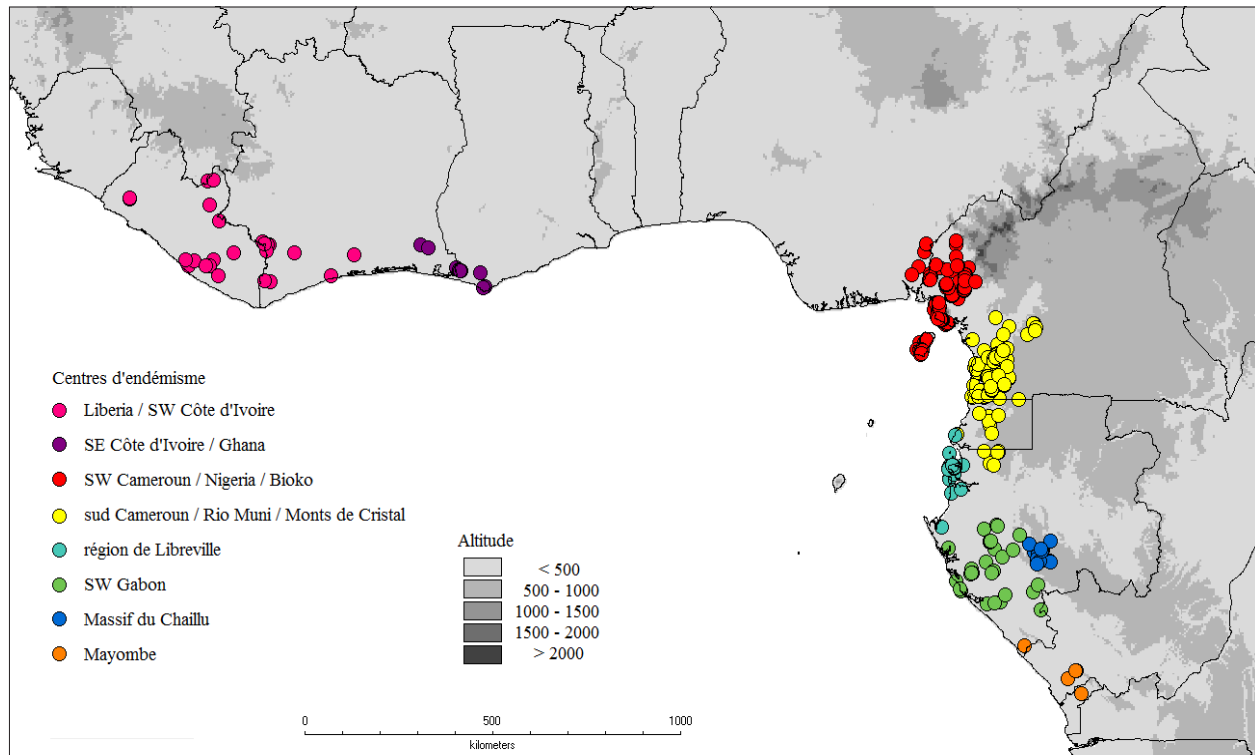 Centres d'endémisme
Liberia / SW Côte d'Ivoire
SE Côte d'Ivoire / Ghana
SW Cameroun / Nigeria / Bioko
sud Cameroun / Rio Muni / Monts de Cristal
région de Libreville
SW Gabon
Massif du Chaillu
Mayombe
Altitude
< 500
500 - 1000
1000 - 1500
1500 - 2000
> 2000
0 500 1000
kilometers